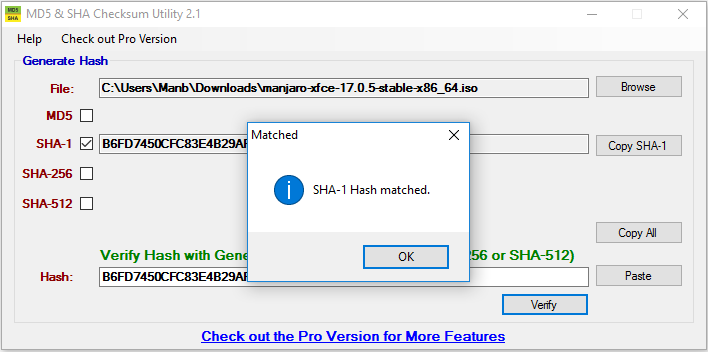 MD5 SHA
MD5 & SHA Checksum Utility 2.1
Help Check out Pro Version
Generate Hash
File: C:\Users\Manb\Downloads\manjaro-xfce-17.0.5-stable-x86_64.iso Browse
MD5
SHA-1 B6FD7450CFC83E4B29AF Copy SHA-1
SHA-256
SHA-512
Matched
SHA-1 Hash matched.
OK
Copy All
Verify Hash with Gene 256 or SHA-512)
Hash: B6FD7450CFC83E4B29AF Paste
Verify
Check out the Pro Version for More Features